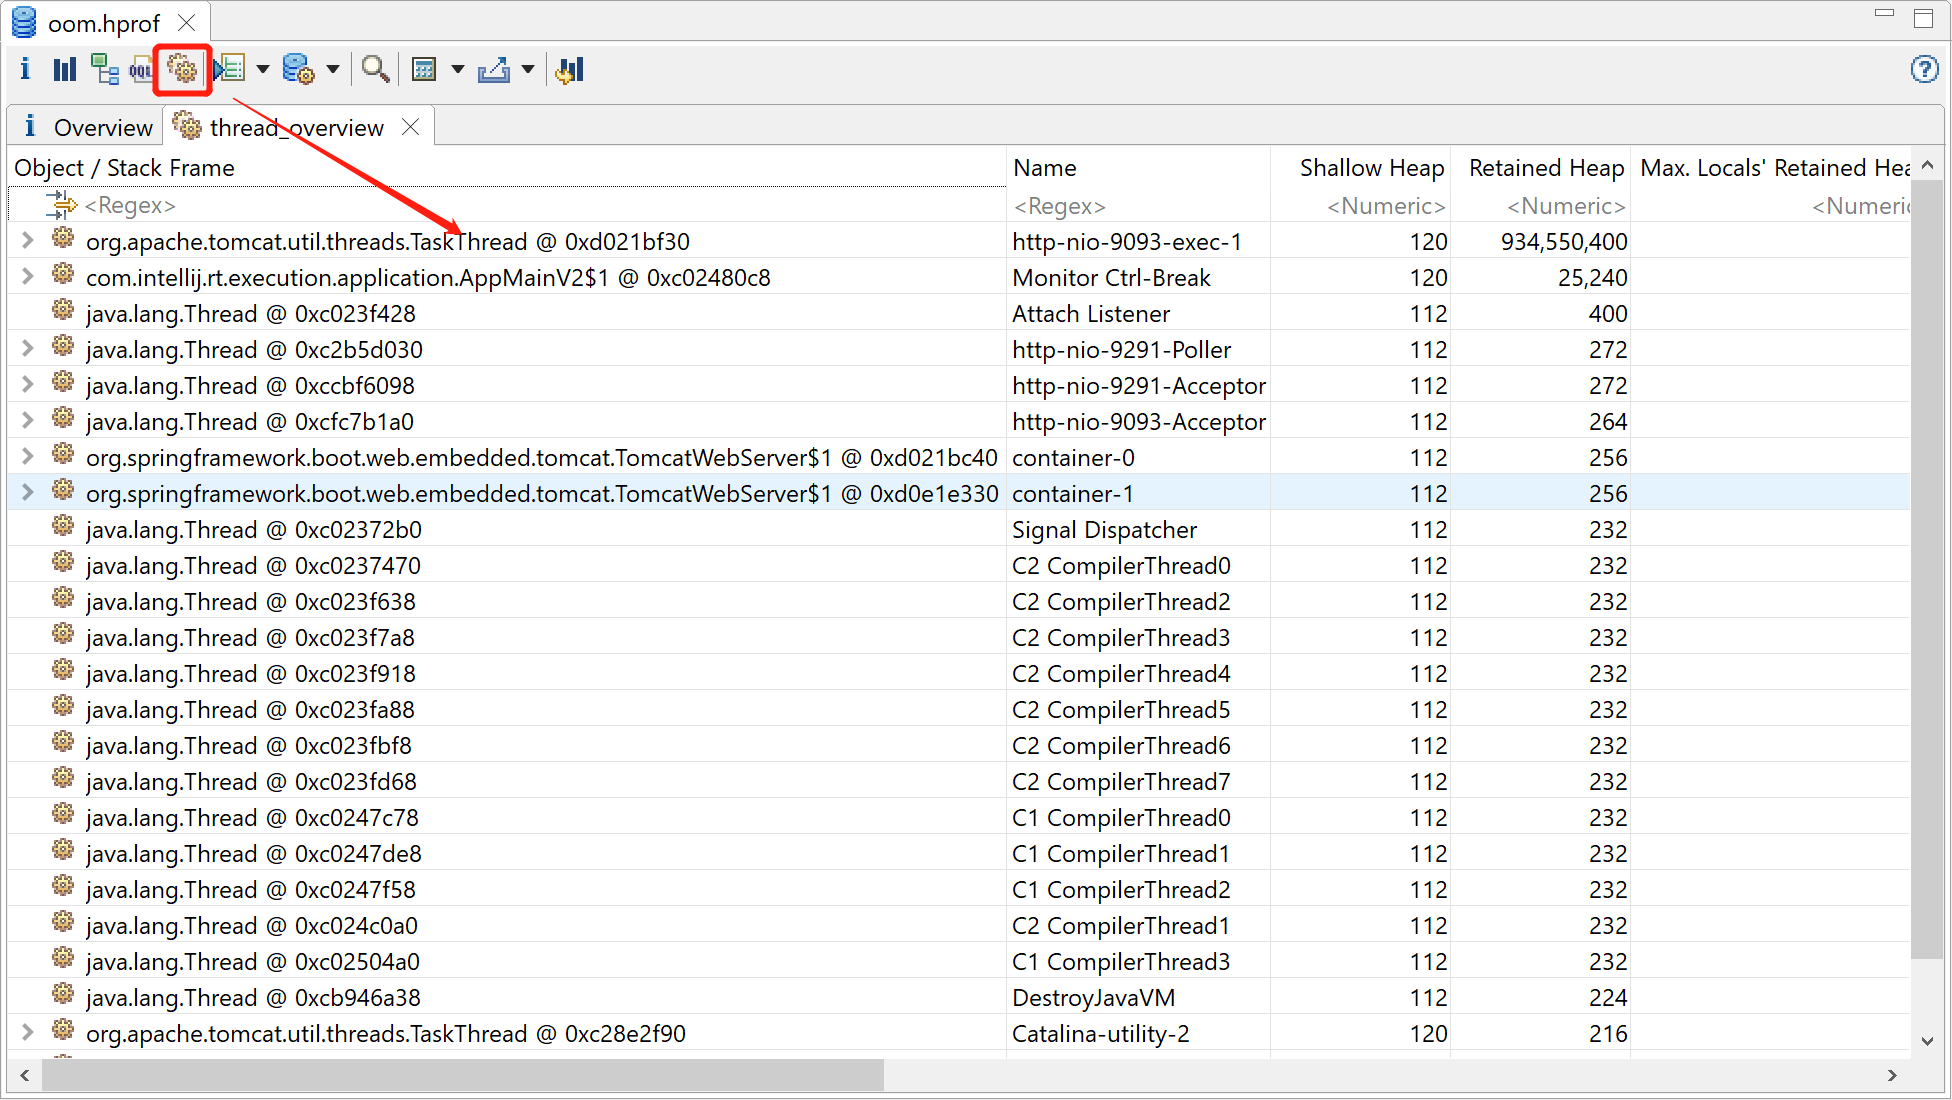 oom.hprof
i OQL
i Overview thread_overview
Object / Stack Frame Name Shallow Heap Retained Heap Max. Locals' Retained Hea
<Regex> <Regex> <Numeric> <Numeric> <Numeric
org.apache.tomcat.util.threads.TaskThread @ 0xd021bf30 http-nio-9093-exec-1 120 934,550,400
com.intellij.rt.execution.application.AppMainV2$1 @ 0xc02480c8 Monitor Ctrl-Break 120 25,240
java.lang.Thread @ 0xc023f428 Attach Listener 112 400
java.lang.Thread @ 0xc2b5d030 http-nio-9291-Poller 112 272
java.lang.Thread @ 0xccbf6098 http-nio-9291-Acceptor 112 272
java.lang.Thread @ 0xcfc7b1a0 http-nio-9093-Acceptor 112 264
org.springframework.boot.web.embedded.tomcat.TomcatWebServer$1 @ 0xd021bc40 container-0 112 256
org.springframework.boot.web.embedded.tomcat.TomcatWebServer$1 @ 0xd0e1e330 container-1 112 256
java.lang.Thread @ 0xc02372b0 Signal Dispatcher 112 232
java.lang.Thread @ 0xc0237470 C2 CompilerThread0 112 232
java.lang.Thread @ 0xc023f638 C2 CompilerThread2 112 232
java.lang.Thread @ 0xc023f7a8 C2 CompilerThread3 112 232
java.lang.Thread @ 0xc023f918 C2 CompilerThread4 112 232
java.lang.Thread @ 0xc023fa88 C2 CompilerThread5 112 232
java.lang.Thread @ 0xc023fbf8 C2 CompilerThread6 112 232
java.lang.Thread @ 0xc023fd68 C2 CompilerThread7 112 232
java.lang.Thread @ 0xc0247c78 C1 CompilerThread0 112 232
java.lang.Thread @ 0xc0247de8 C1 CompilerThread1 112 232
java.lang.Thread @ 0xc0247f58 C1 CompilerThread2 112 232
java.lang.Thread @ 0xc024c0a0 C2 CompilerThread1 112 232
java.lang.Thread @ 0xc02504a0 C1 CompilerThread3 112 232
java.lang.Thread @ 0xcb946a38 DestroyJavaVM 112 224
org.apache.tomcat.util.threads.TaskThread @ 0xc28e2f90 Catalina-utility-2 120 216